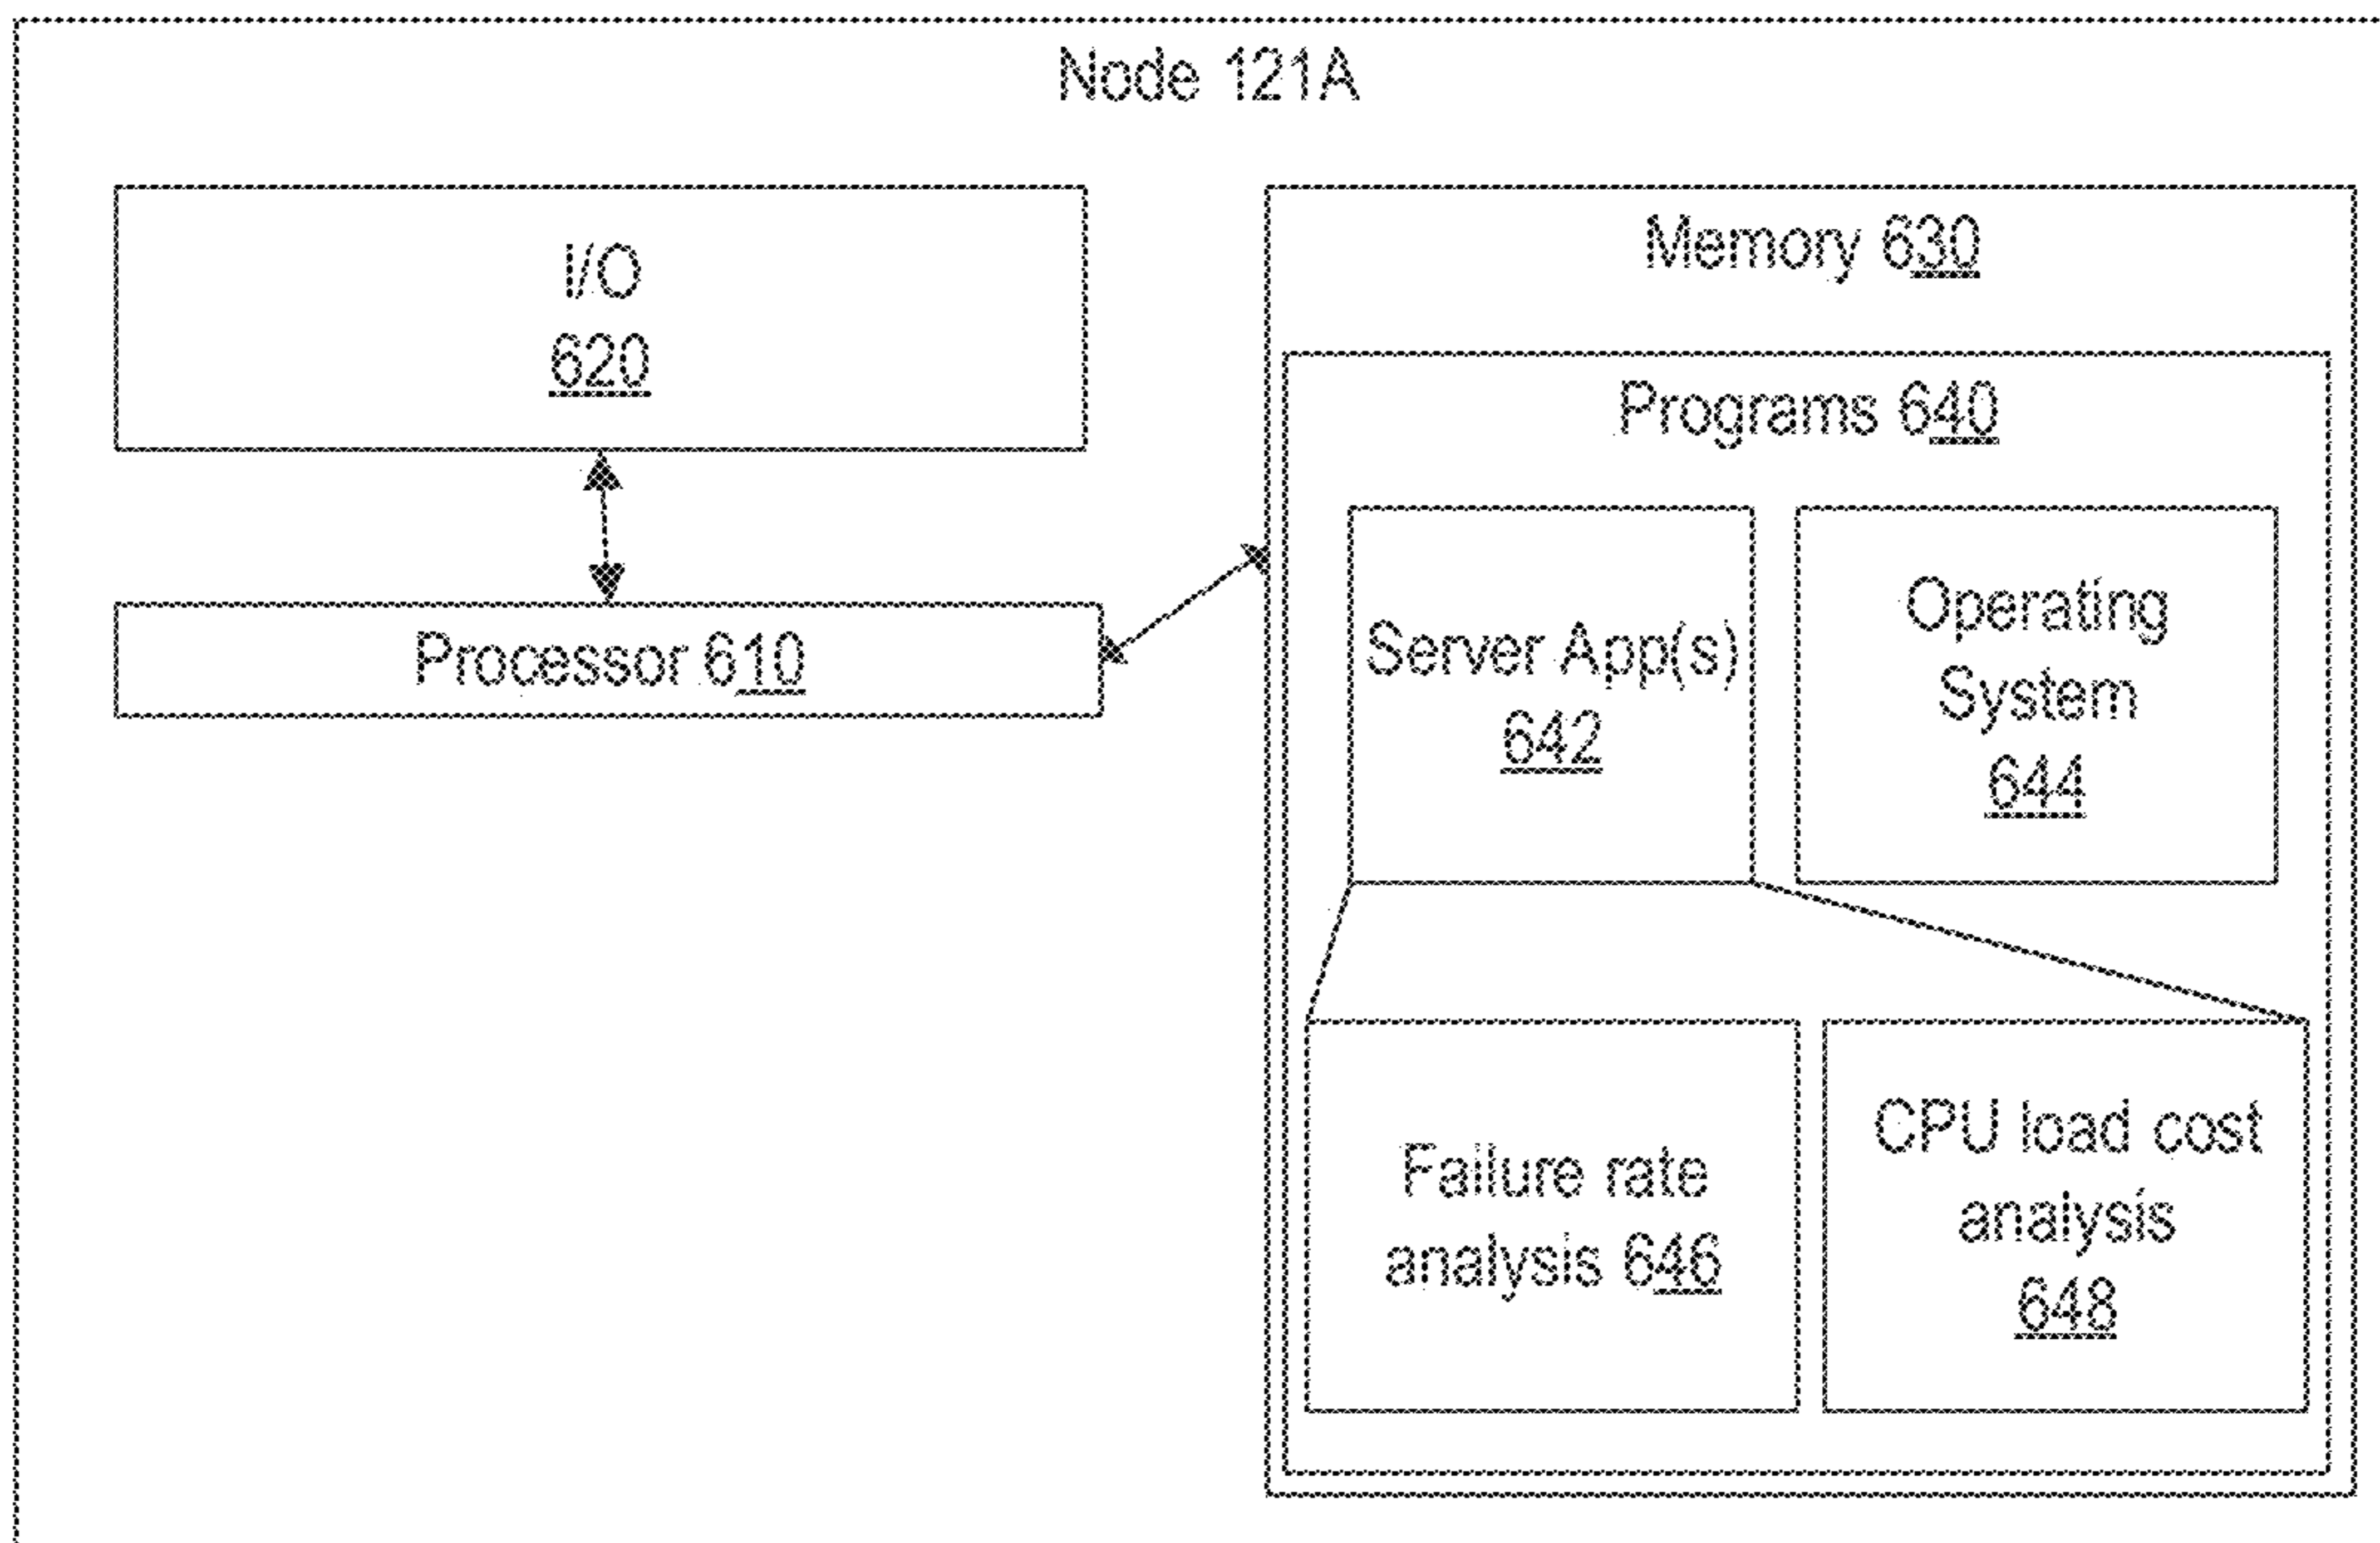 Node 121A
I/O
620
Processor 610
Memory 630
Programs 640
Server App(s)
642
Operating
System
644
Failure rate
analysis 646
CPU load cost
analysis
648